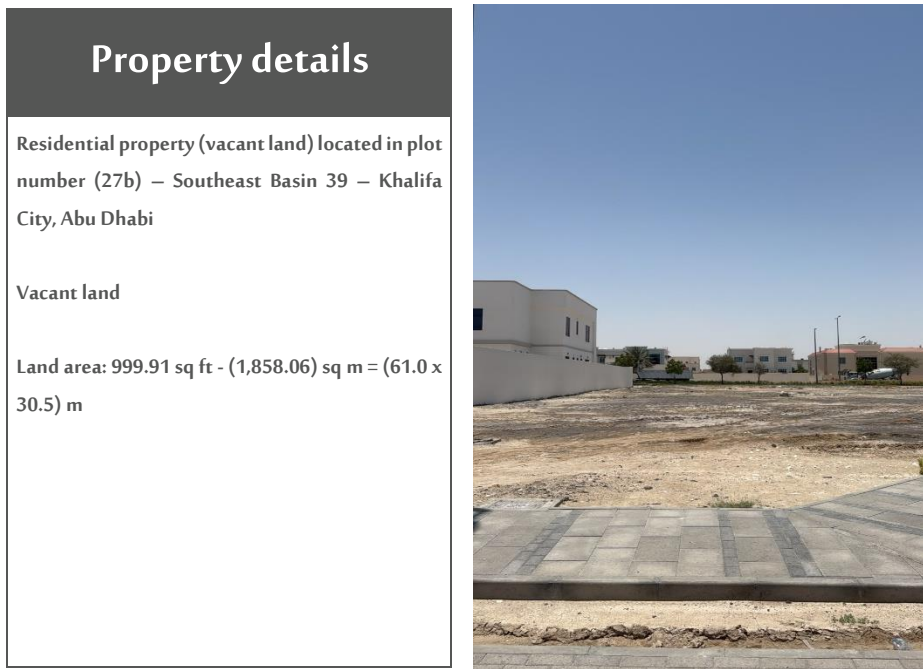 Property details
Residential property (vacant land) located in plot
number (27b) – Southeast Basin 39 – Khalifa
City, Abu Dhabi
Vacant land
Land area: 999.91 sq ft - (1,858.06) sq m = (61.0 x
30.5) m